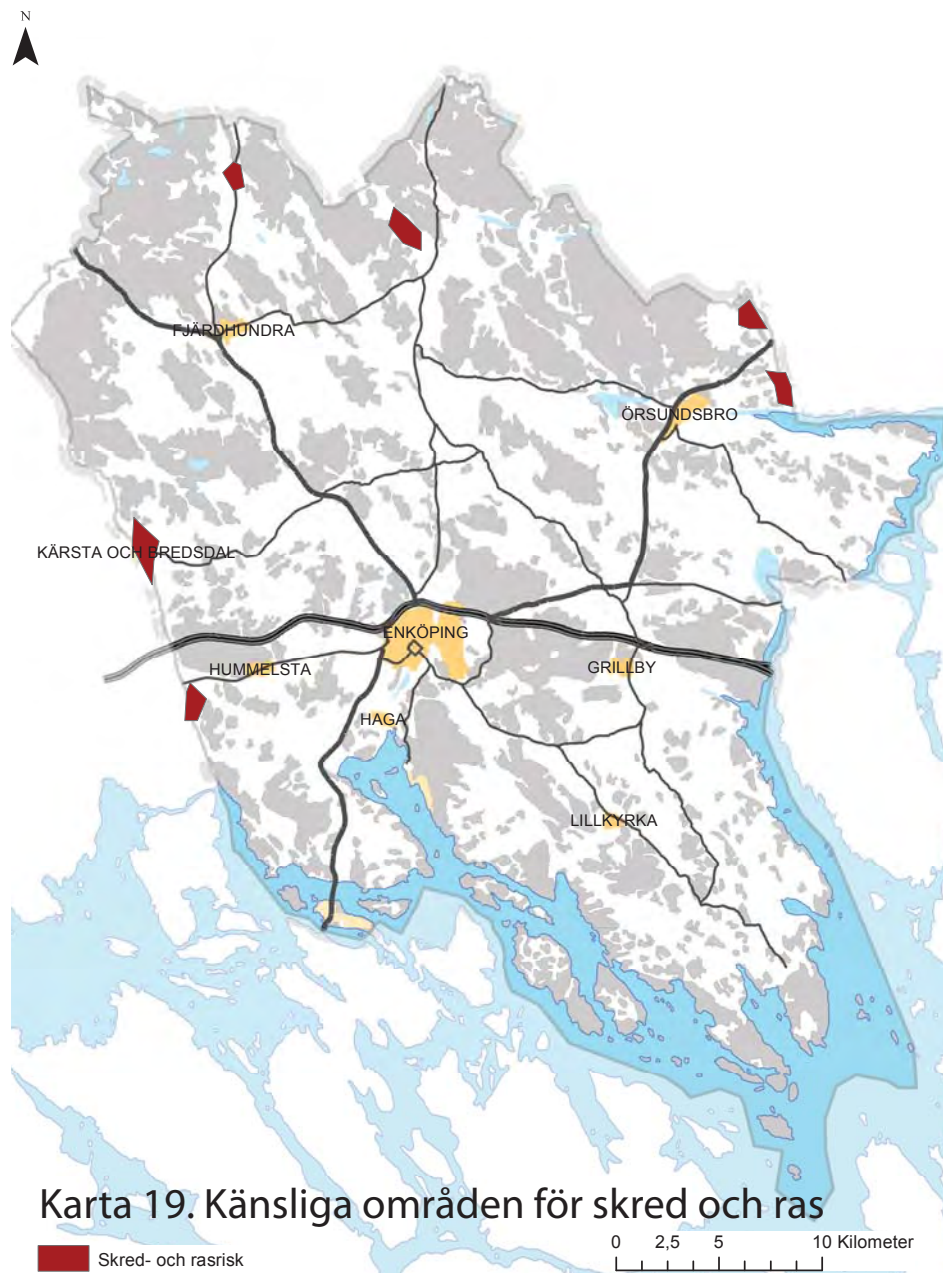 N
FJÄRDHUNDRA
ÖRSUNDSBRO
KÄRSTA OCH BREDSDAL
ENKÖPING
HUMMELSTA
GRILLBY
HAGA
LILLKYRKA
Karta 19. Känsliga områden för skred och ras
Skred- och rasrisk
0 2,5 5 10 Kilometer